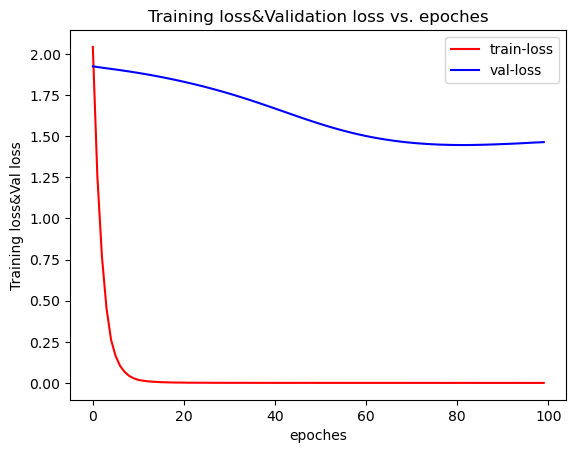 Training loss&Validation loss vs. epoches
train-loss
val-loss
Training loss&Val loss
2.00
1.75
1.50
1.25
1.00
0.75
0.50
0.25
0.00
0 20 40 60 80 100
epoches